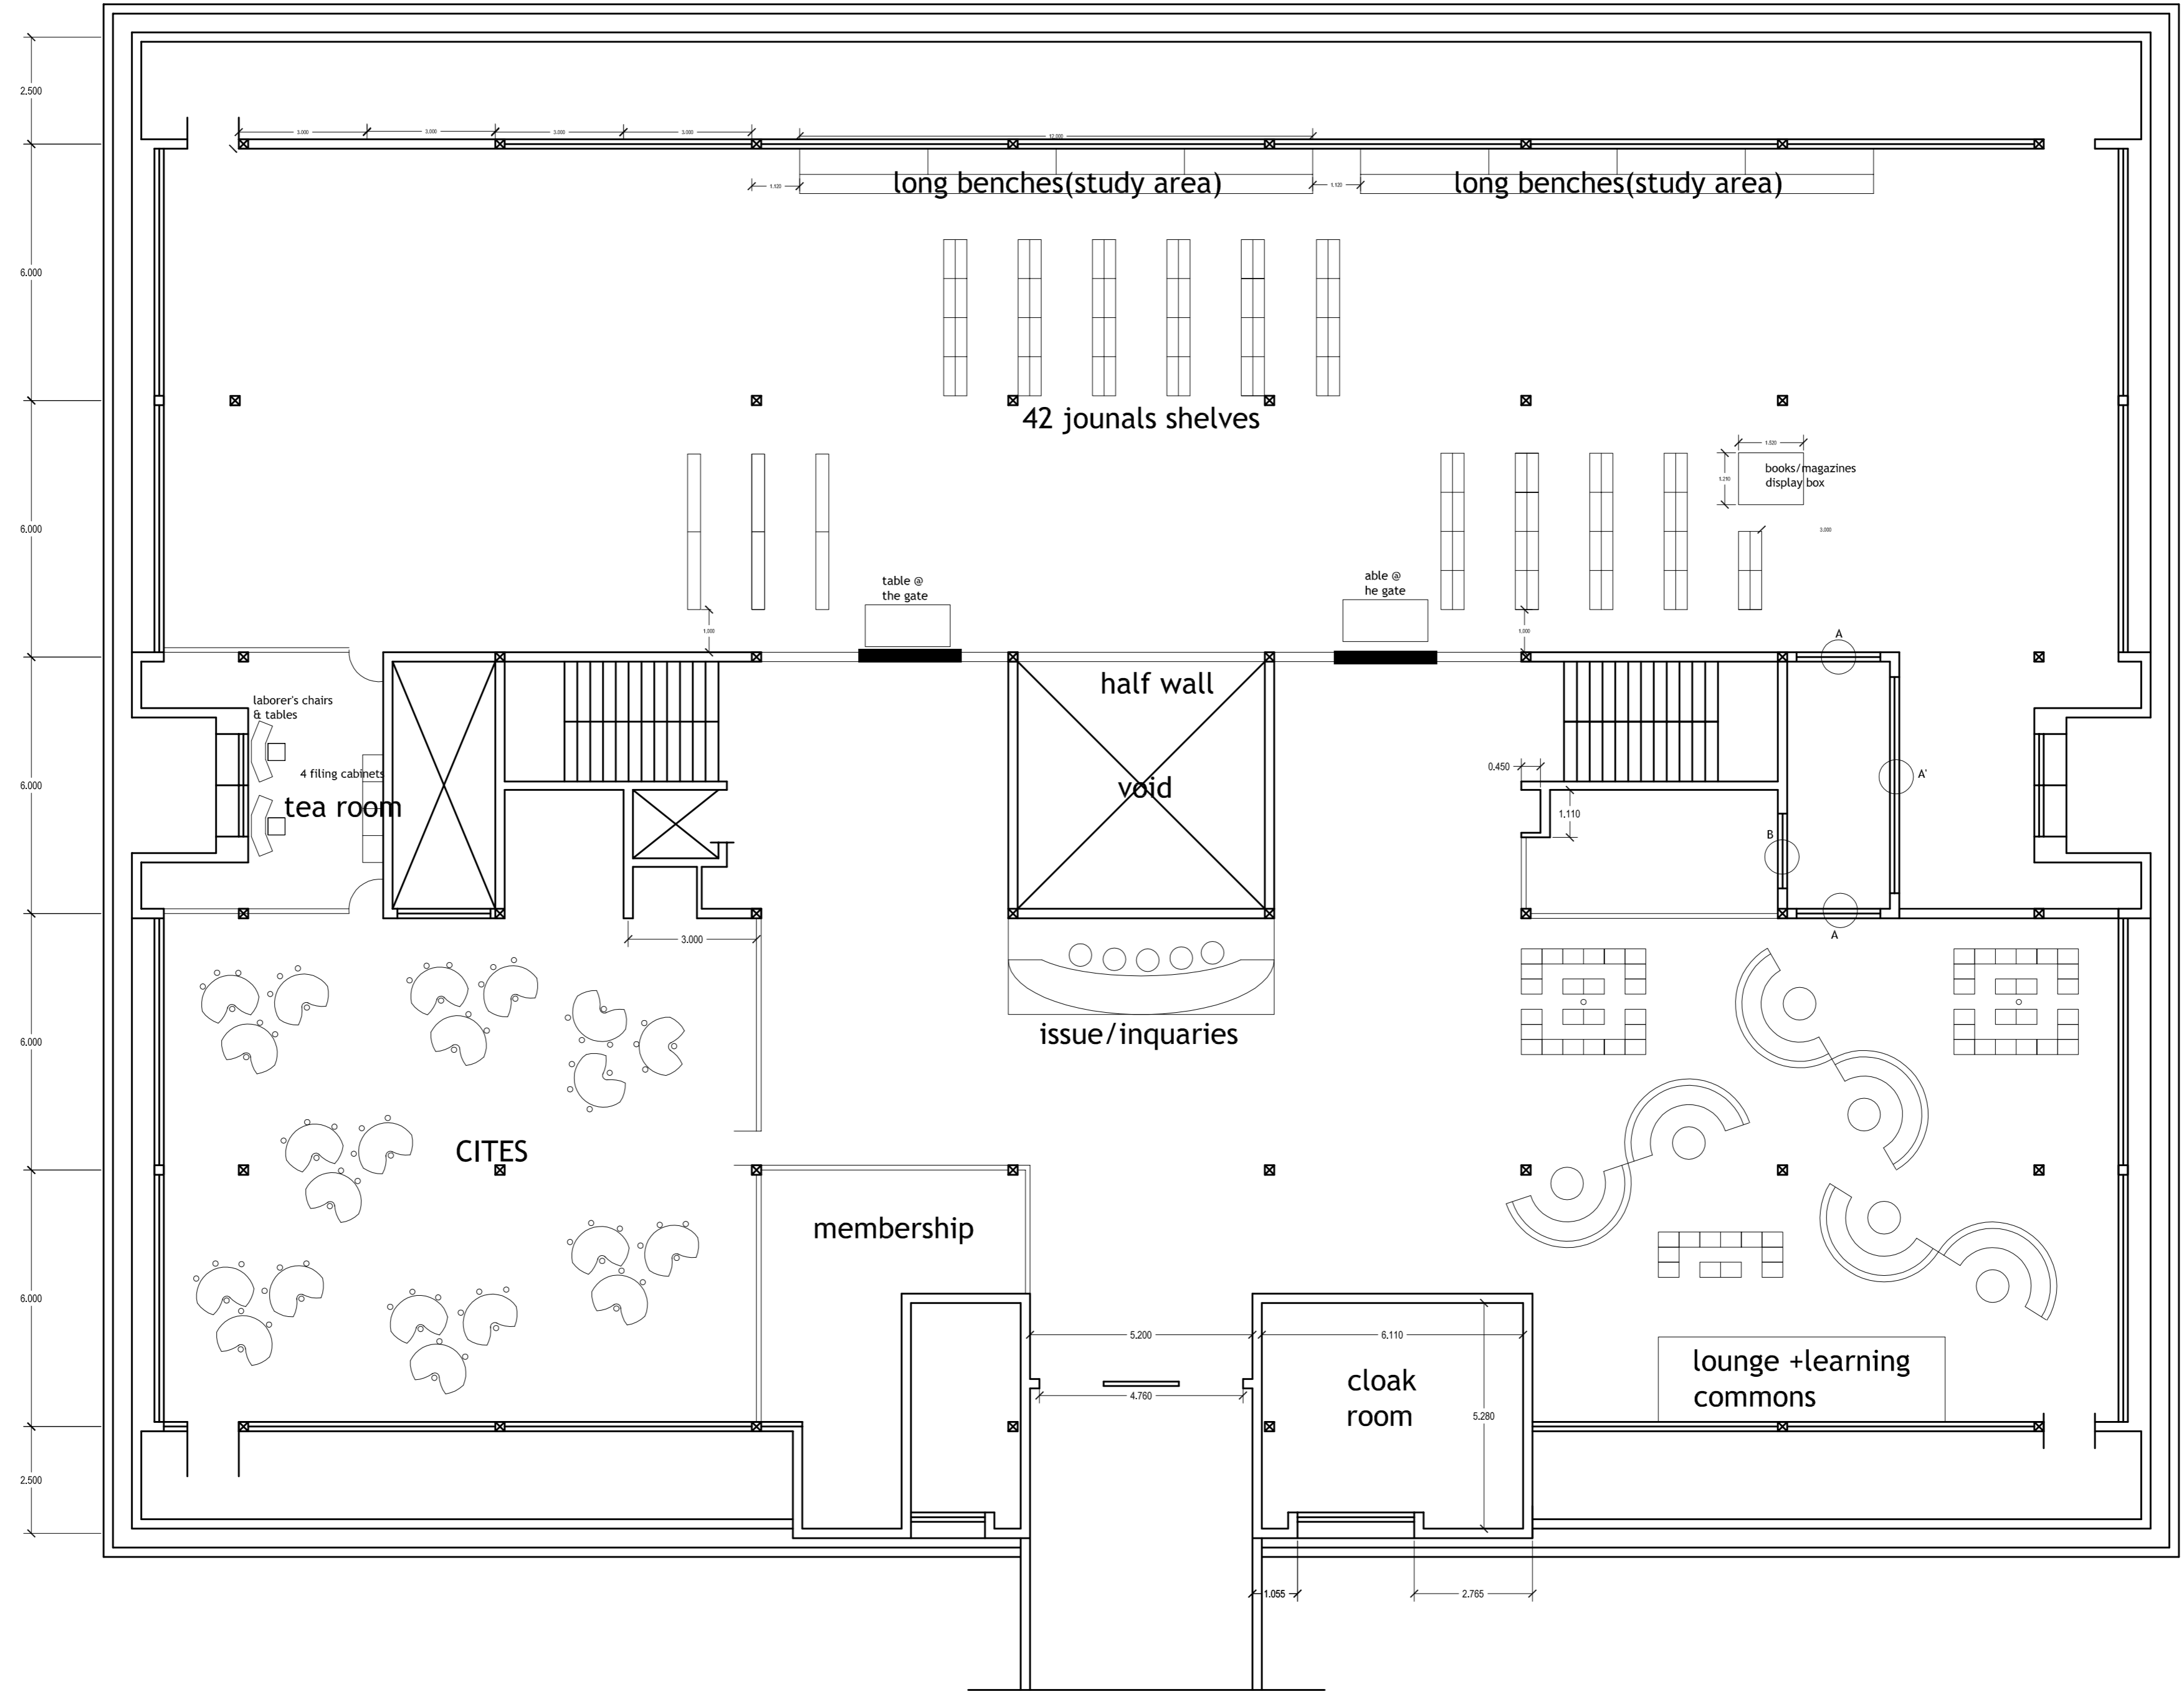 2.500
3.000
3.000
3.000
3.000
12.000
1.120
long benches(study area)
1.120
long benches(study area)
6.000
42 jounals shelves
1.520
books/magazines
display box
1.210
6.000
3.000
table @
the gate
able @
he gate
1.000
1.000
A
half wall
laborer's chairs
& tables
4 filing cabinets
tea room
6.000
void
0.450
1.110
A'
B
A
3.000
issue/inquaries
6.000
CITES
membership
6.000
5.200
6.110
4.760
cloak
room
5.280
lounge +learning
commons
2.500
1.055
2.765